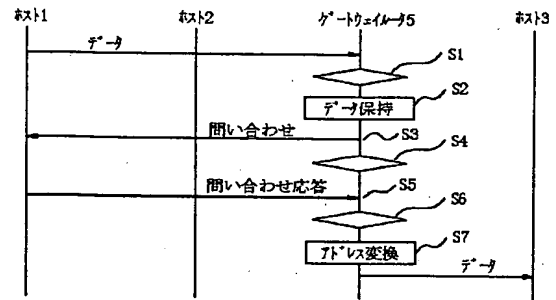 ホスト1
ホスト2
ゲートウェイルータ5
ホスト3
データ
S1
データ保持
S2
問い合わせ
S3
S4
問い合わせ応答
S5
S6
アドレス変換
S7
データ